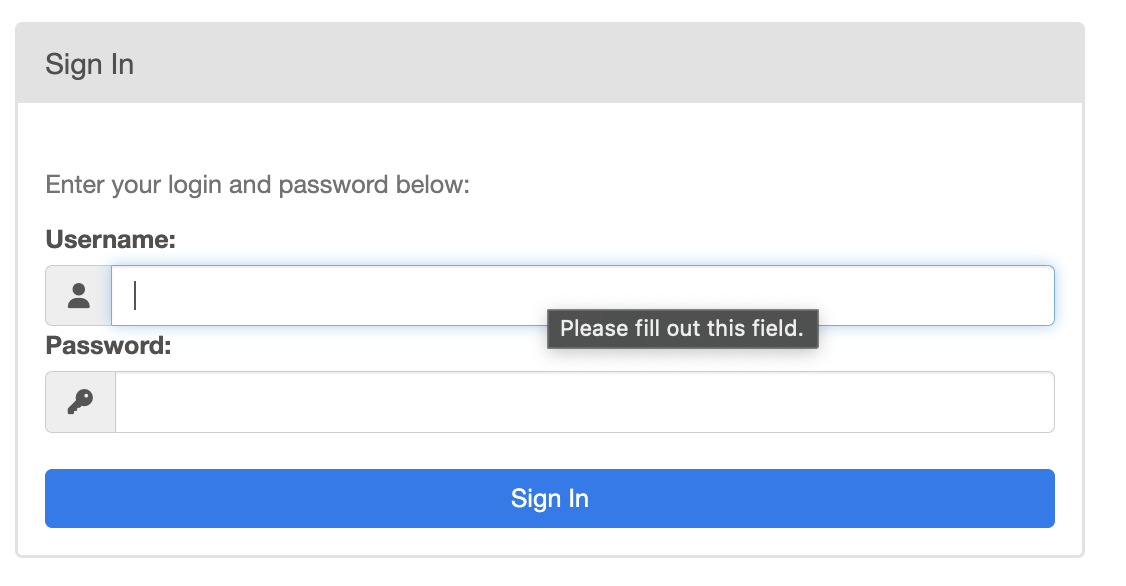 Sign In
Enter your login and password below:
Username:
Please fill out this field.
Password:
Sign In